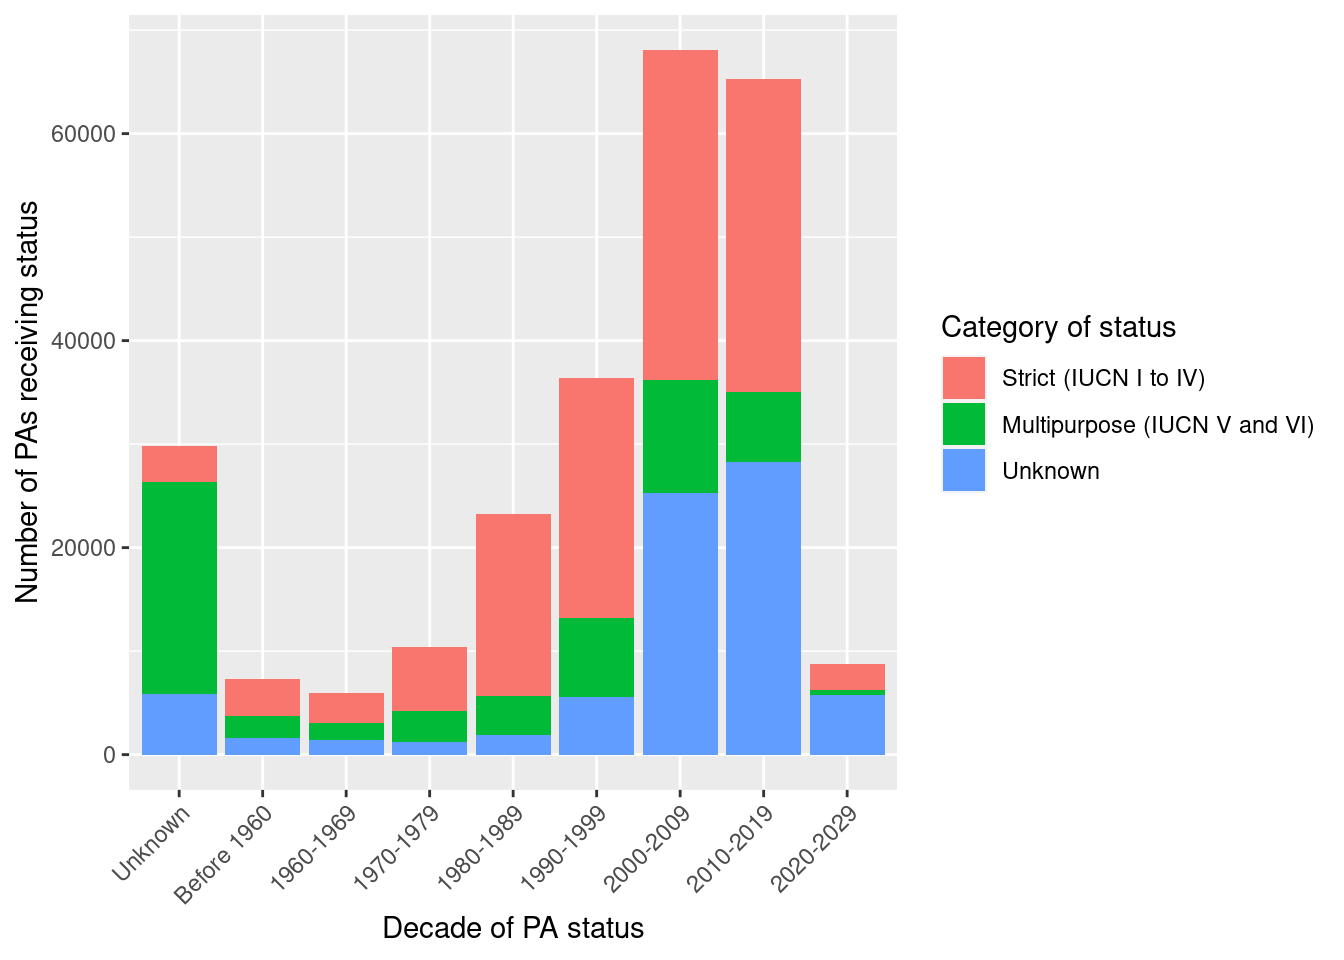 60000
40000
20000
0
Number of PAs receiving status
Unknown
Before 1960
1960-1969
1970-1979
1980-1989
1990-1999
2000-2009
2010-2019
2020-2029
Decade of PA status
Category of status
Strict (IUCN I to IV)
Multipurpose (IUCN V and VI)
Unknown